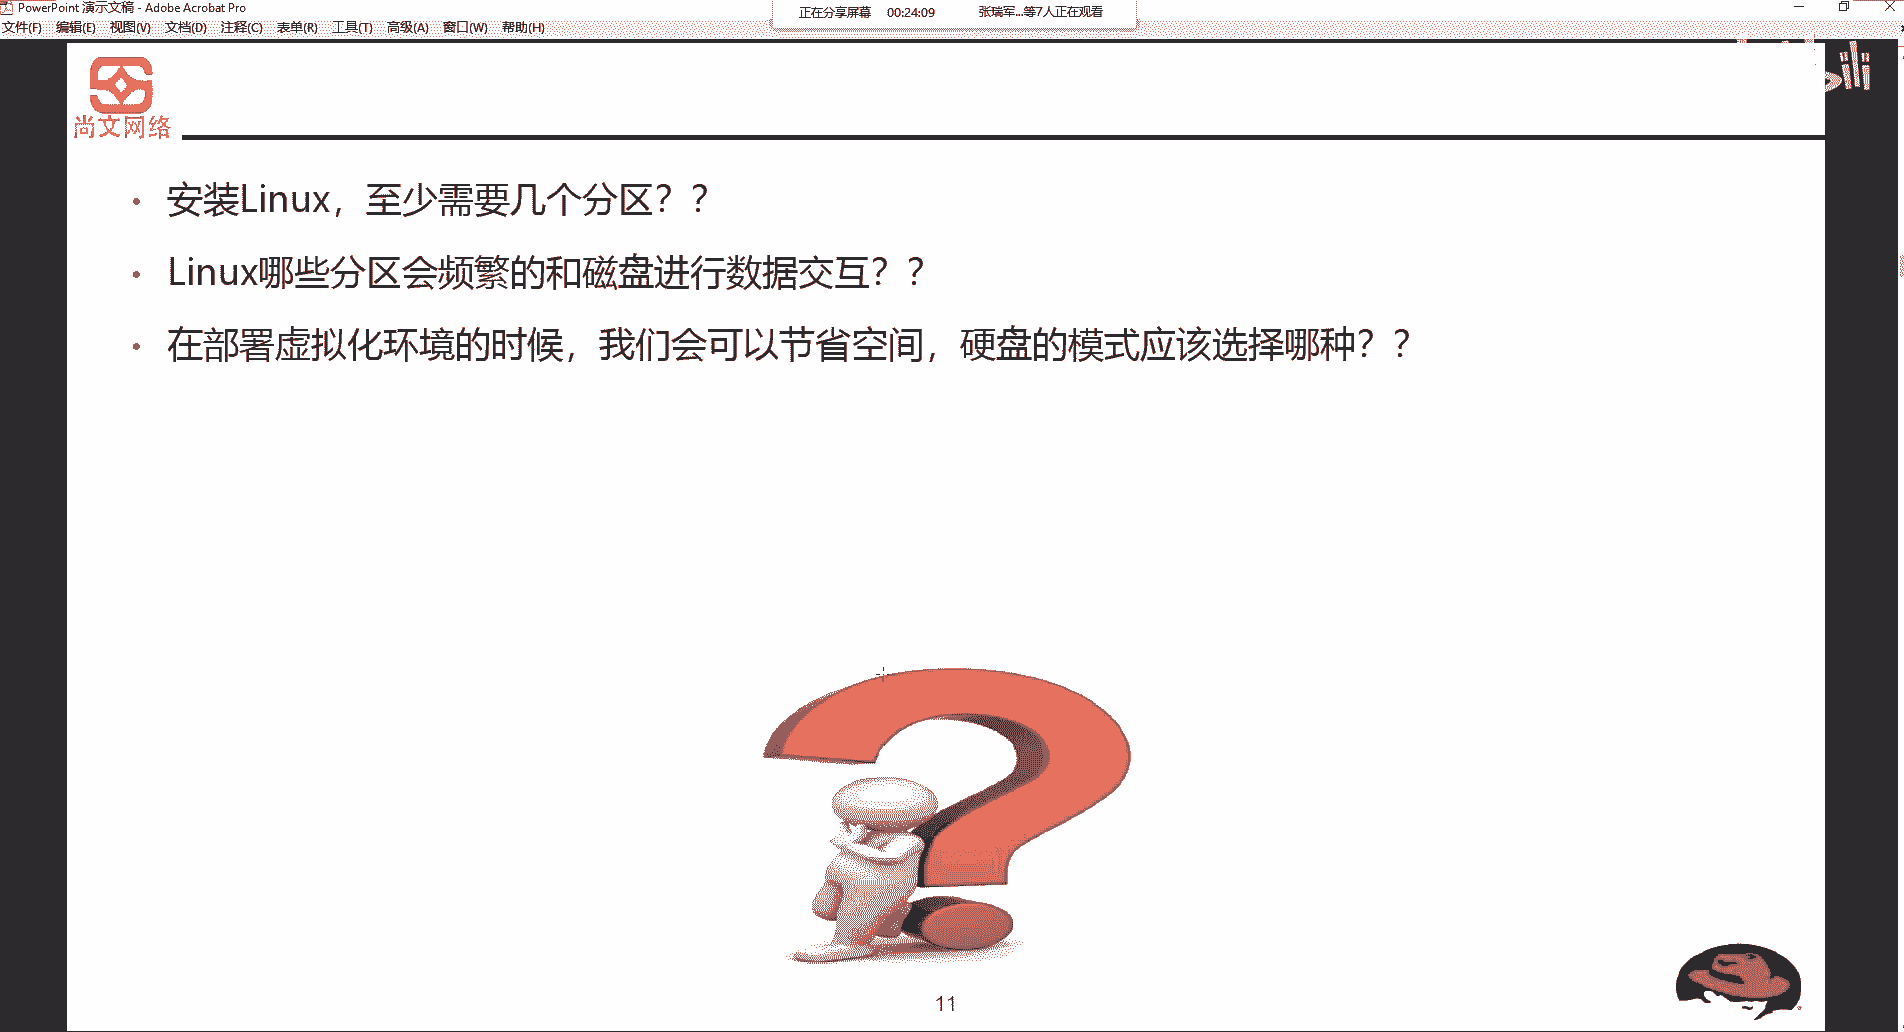 PowerPoint 演示文稿 - Adobe Acrobat Pro
正在分享屏幕 00:24:09 张瑞军...等7人正在观看
文件(F) 编辑(E) 视图(V) 文档(D) 注释(C) 表单(R) 工具(T) 高级(A) 窗口(W) 帮助(H)
尚文网络
• 安装Linux，至少需要几个分区？？
• Linux哪些分区会频繁的和磁盘进行数据交互？？
• 在部署虚拟化环境的时候，我们会可以节省空间，硬盘的模式应该选择哪种？？
11